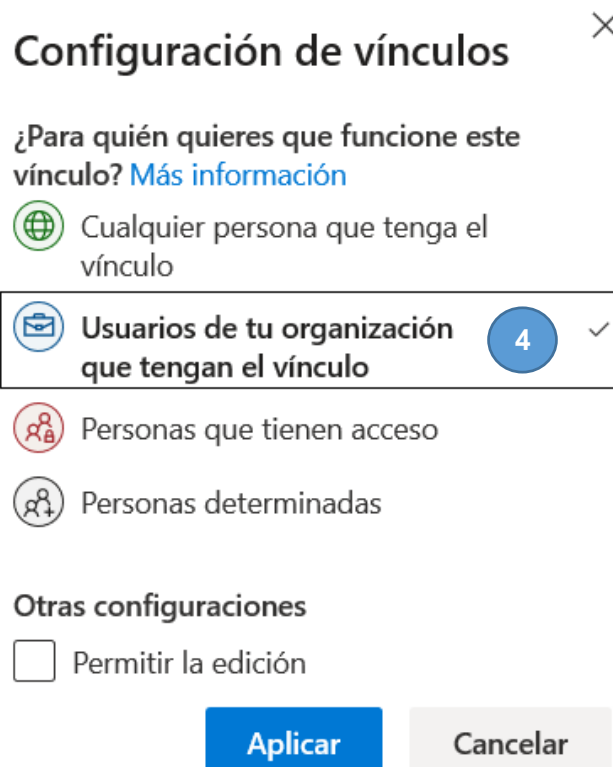 Configuración de vínculos
¿Para quién quieres que funcione este
vínculo? Más información
Cualquier persona que tenga el
vínculo
Usuarios de tu organización
que tengan el vínculo
4
Personas que tienen acceso
Personas determinadas
Otras configuraciones
Permitir la edición
Aplicar
Cancelar